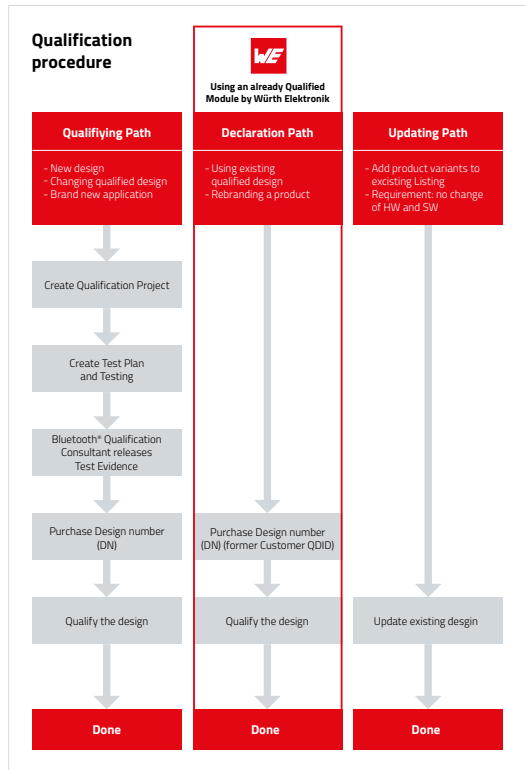 Qualification
procedure
WE
Using an already Qualified
Module by Würth Elektronik
Qualifiying Path
- New design
- Changing qualified design
- Brand new application
Create Qualification Project
Create Test Plan
and Testing
Bluetooth® Qualification
Consultant releases
Test Evidence
Purchase Design number
(DN)
Qualify the design
Done
Declaration Path
- Using existing
qualified design
- Rebranding a product
Purchase Design number
(DN) (former Customer QDID)
Qualify the design
Done
Updating Path
- Add product variants to
excisting Listing
- Requirement: no change
of HW and SW
Update existing desgin
Done